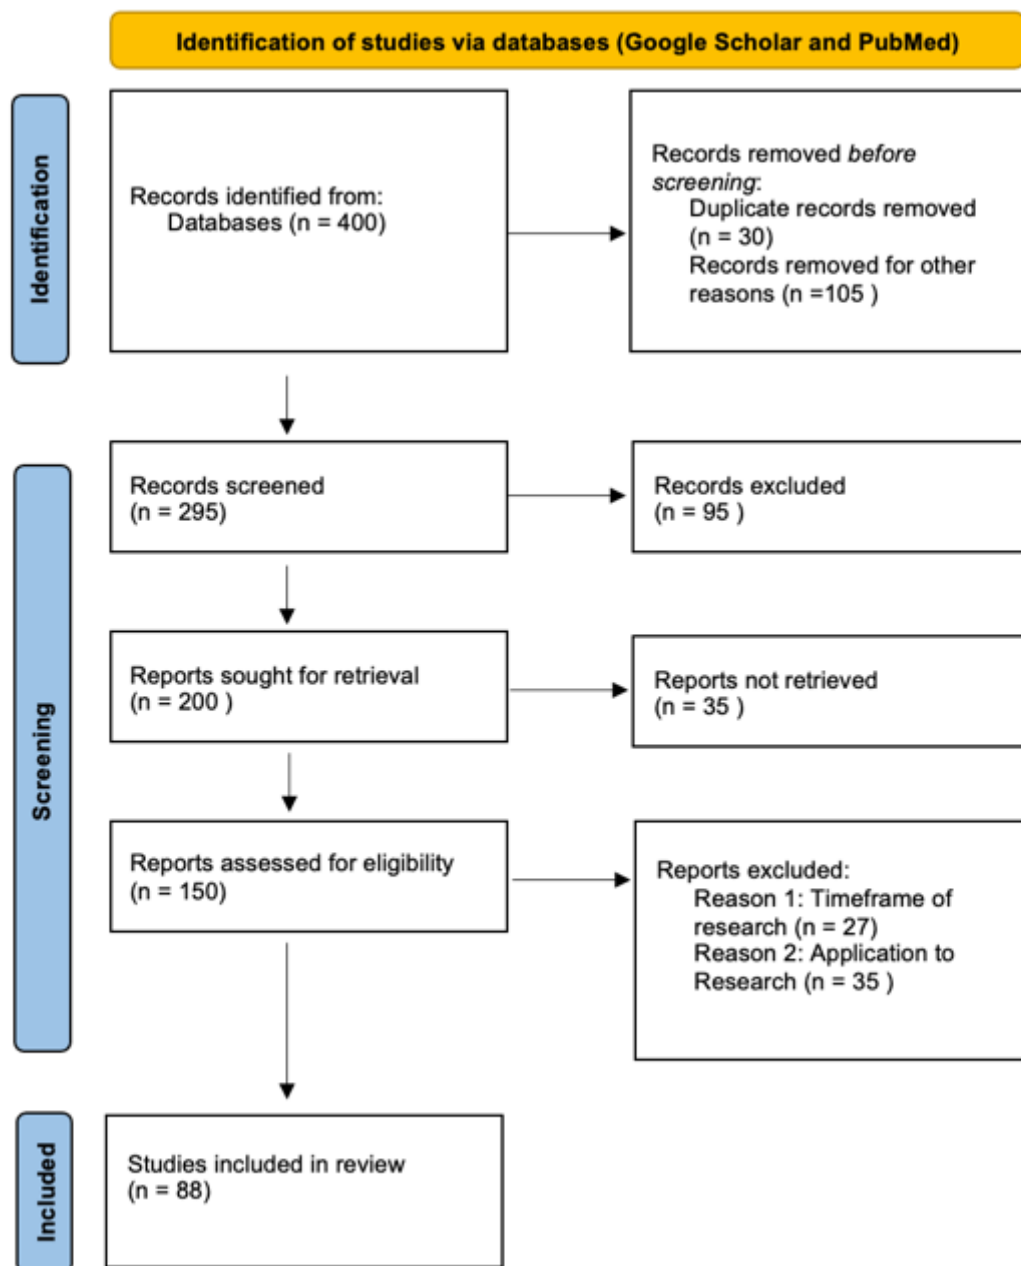 Identification of studies via databases (Google Scholar and PubMed)
Identification
Records identified from:
Databases (n = 400)
Records removed before
screening:
Duplicate records removed
(n = 30)
Records removed for other
reasons (n =105 )
Screening
Records screened
(n = 295)
Records excluded
(n = 95 )
Reports sought for retrieval
(n = 200 )
Reports not retrieved
(n = 35 )
Reports assessed for eligibility
(n = 150)
Reports excluded:
Reason 1: Timeframe of
research (n = 27)
Reason 2: Application to
Research (n = 35 )
Included
Studies included in review
(n = 88)